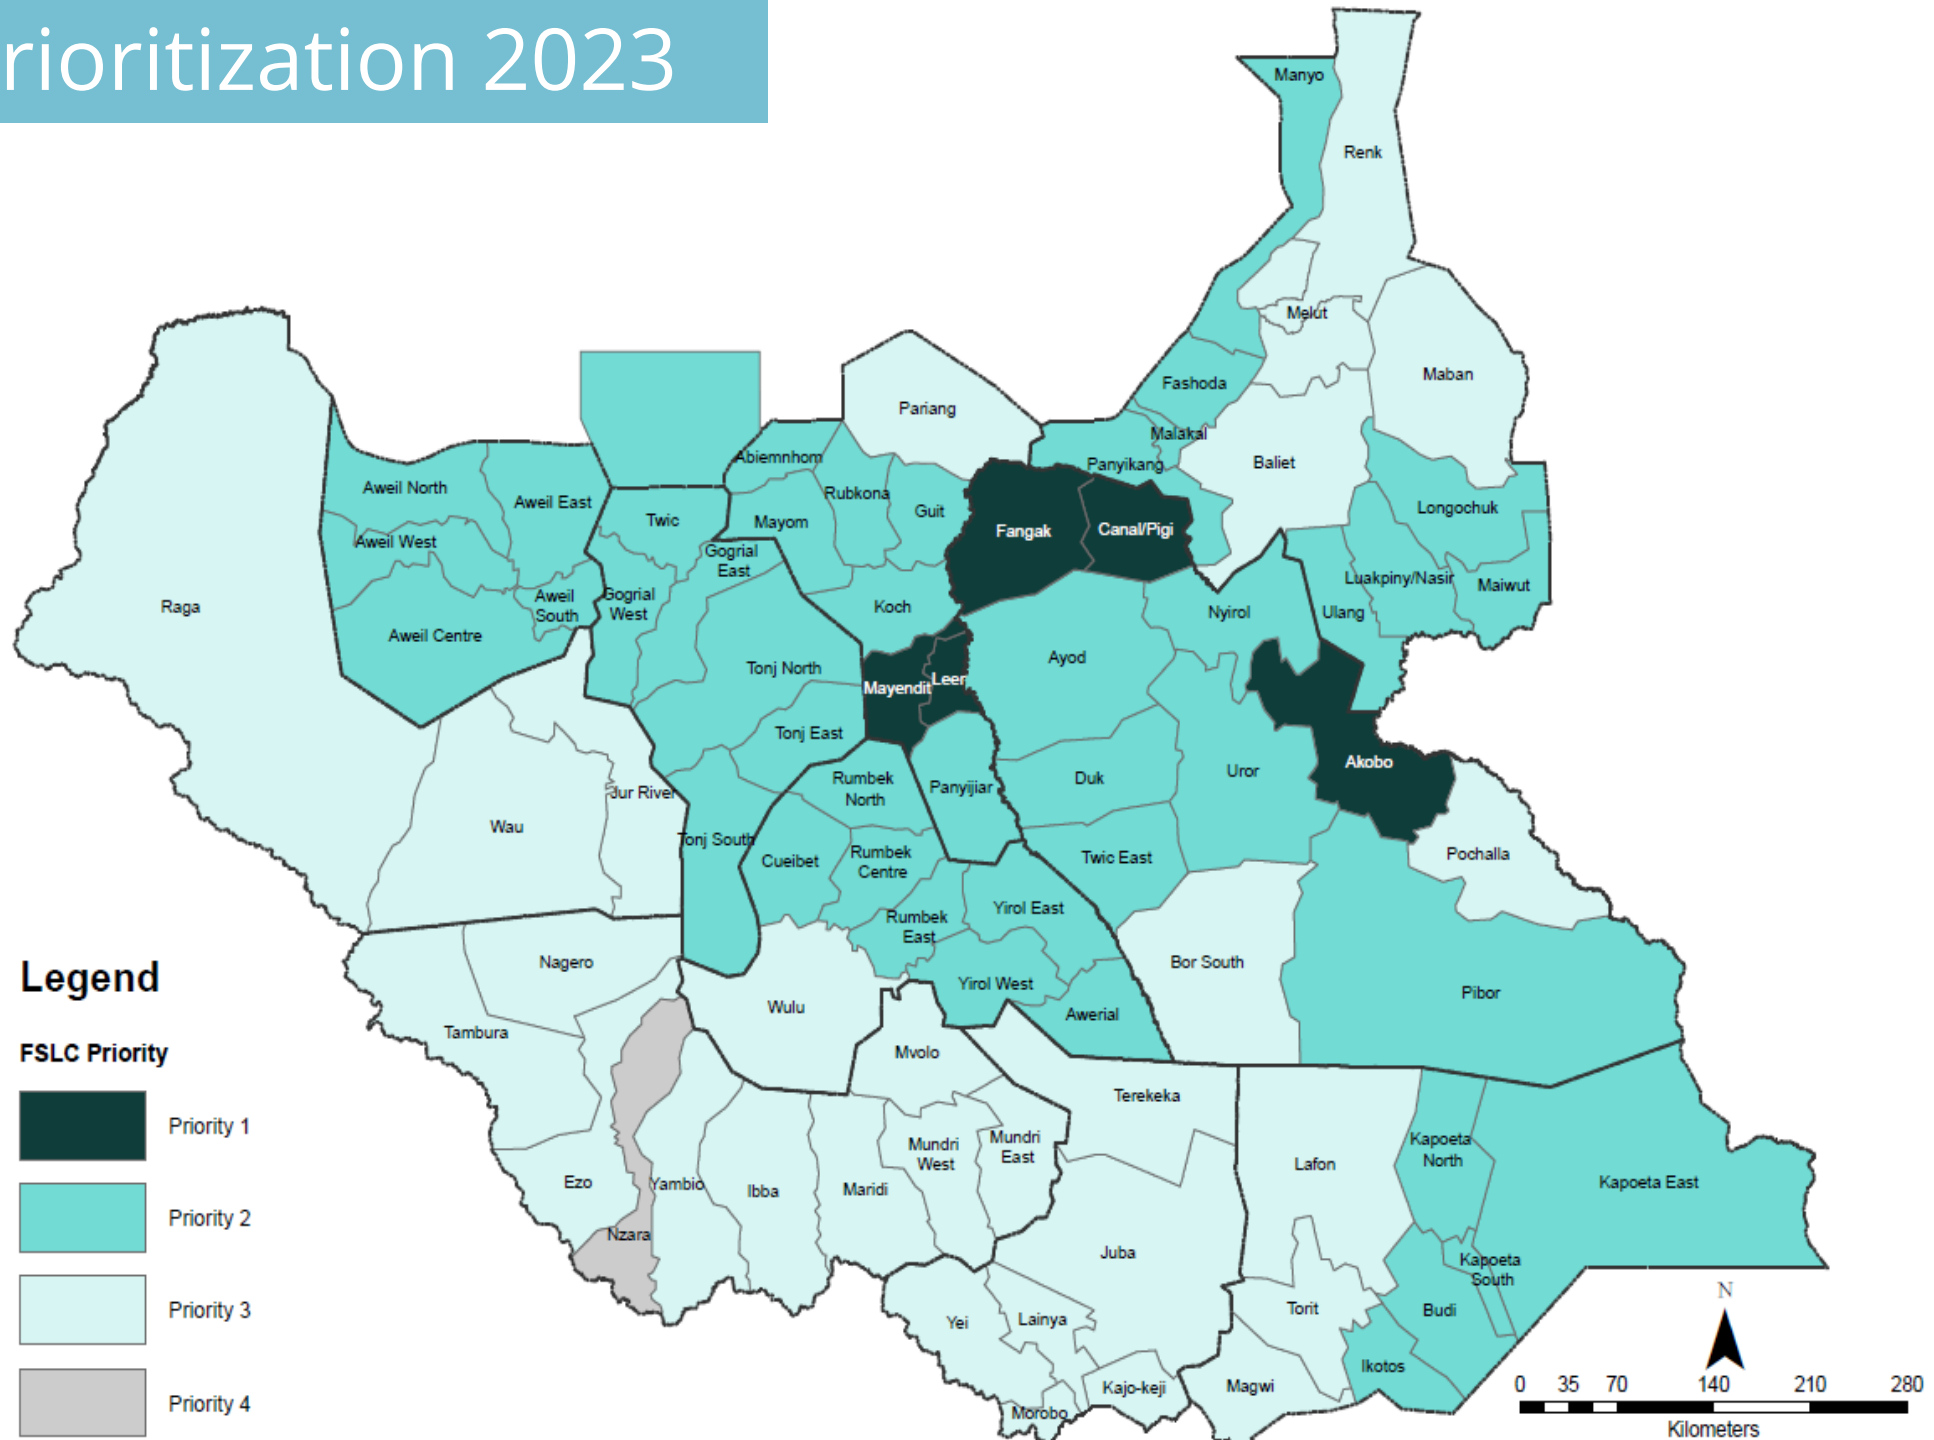 rioritization 2023
Manyo
Renk
Melut
Maban
Fashoda
Pariang
Malakal
Abiemnhom
Panyikang
Baliet
Aweil North
Aweil East
Rubkona
Guit
Longochuk
Twic
Mayom
Fangak
Canal/Pigi
Aweil West
Gogrial
East
Luakpiny/Nasir
Maiwut
Raga
Aweil
South
Gogrial
West
Koch
Nyirol
Ulang
Aweil Centre
Ayod
Tonj North
Mayendit
Leer
Tonj East
Akobo
Uror
Duk
Rumbek
North
Panyijiar
Jur River
Wau
Tonj South
Cueibet
Rumbek
Centre
Twic East
Pochalla
Rumbek
East
Yirol East
Nagero
Bor South
Yirol West
Pibor
Wulu
Awerial
Tambura
Mvolo
Terekeka
Kapoeta
North
Mundri
West
Mundri
East
Lafon
Kapoeta East
Ezo
Yambio
Ibba
Maridi
Nzara
Juba
Kapoeta
South
Budi
Torit
Yei
Lainya
Ikotos
Magwi
Kajo-keji
Morobo
Legend
FSLC Priority
Priority 1
Priority 2
Priority 3
Priority 4
N
0 35 70 140 210 280
Kilometers